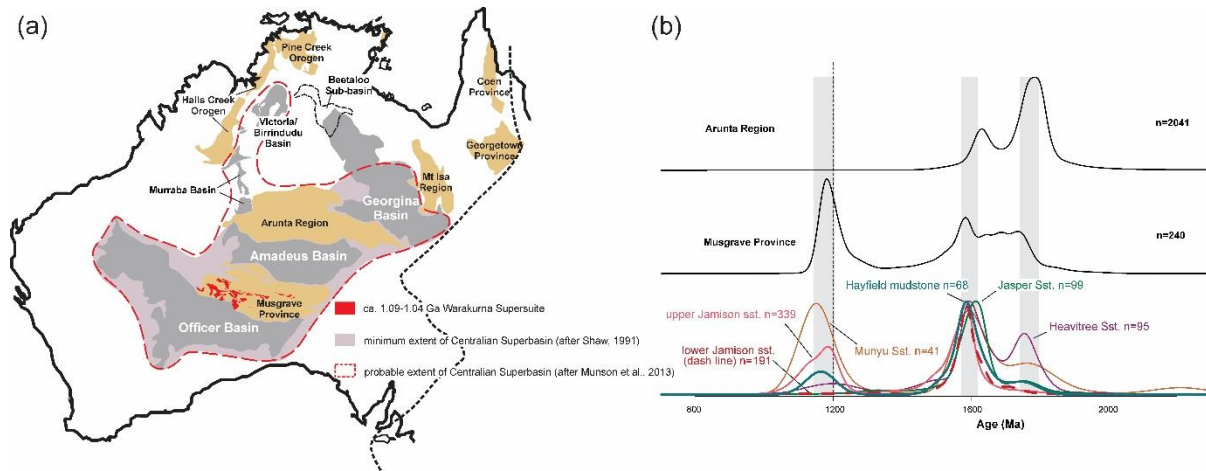 (a)
Pine Creek
Orogen
Beetaloo
Sub-basin
Coen
Province
Halls Creek
Orogen
Victoria/
Birrindudu
Basin
Georgetown
Province
Mt Isa
Region
Murraba Basin
Georgina
Basin
Arunta Region
Amadeus Basin
Musgrave
Province
Officer Basin
ca. 1.09-1.04 Ga Warakurna Supersuite
minimum extent of Centralian Superbasin (after Shaw, 1991)
probable extent of Centralian Superbasin (after Munson et al.. 2013)
(b)
Arunta Region
n=2041
Musgrave Province
n=240
Hayfield mudstone n=68
Jasper Sst. n=99
upper Jamison sst.
n=339
Munyu Sst. n=41
Heavitree Sst. n=95
lower Jamison sst.
(dash line) n=191
800
1200
1600
2000
Age (Ma)